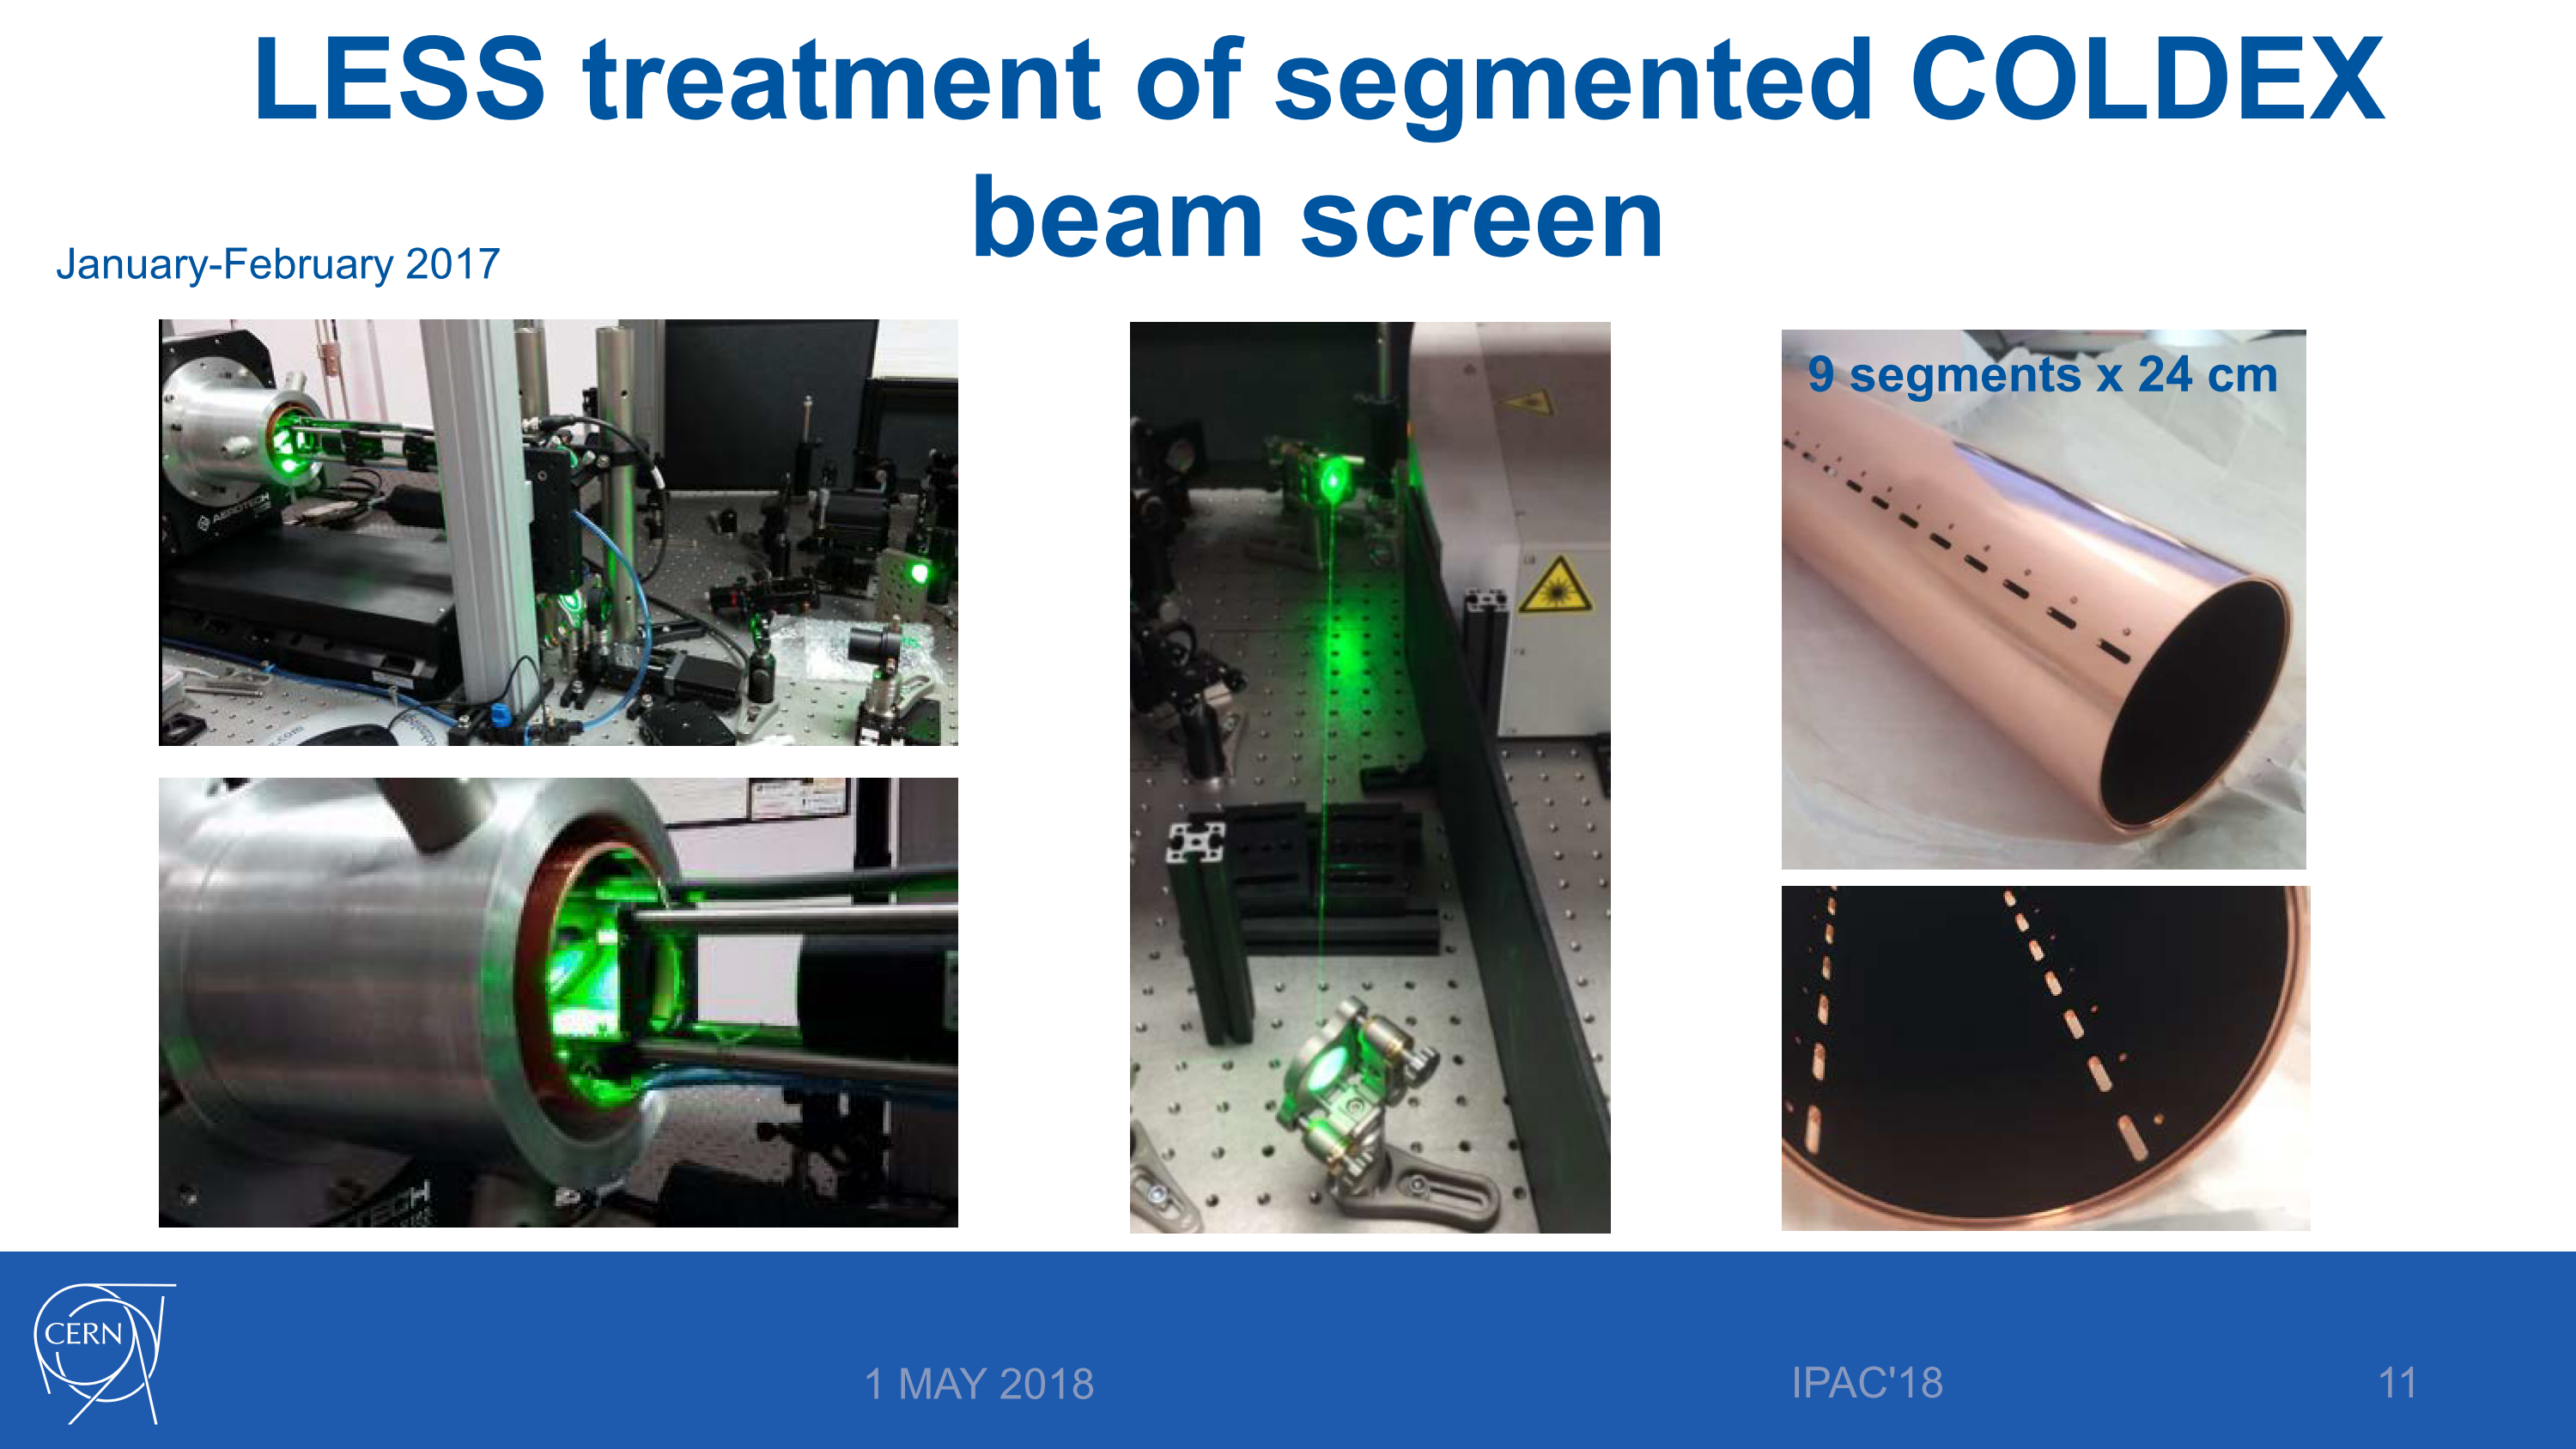 LESS treatment of segmented COLDEX
beam screen
January-February 2017
9 segments x 24 cm
AEROTECH
CERN
1 MAY 2018
IPAC'18
11